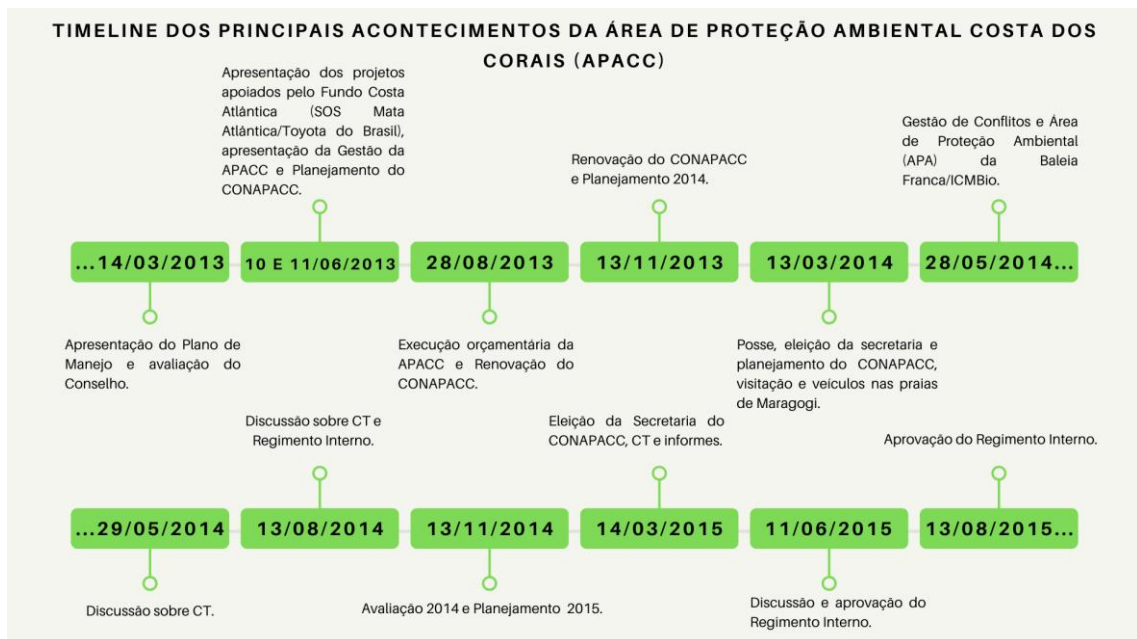 TIMELINE DOS PRINCIPAIS ACONTECIMENTOS DA ÁREA DE PROTEÇÃO AMBIENTAL COSTA DOS
CORAIS (APACC)
Apresentação dos projetos
apoiados pelo Fundo Costa
Atlântica (SOS Mata
Atlântica/Toyota do Brasil),
apresentação da Gestão da
APACC e Planejamento do
CONAPACC.
Renovação do CONAPACC
e Planejamento 2014.
Gestão de Conflitos e Área
de Proteção Ambiental
(APA) da Baleia
Franca/ICMBio.
...14/03/2013
10 E 11/06/2013
28/08/2013
13/11/2013
13/03/2014
28/05/2014...
Apresentação do Plano de
Manejo e avaliação do
Conselho.
Execução orçamentária da
APACC e Renovação do
CONAPACC.
Posse, eleição da secretaria e
planejamento do CONAPACC,
visitação e veículos nas praias
de Maragogi.
Discussão sobre CT e
Regimento Interno.
Eleição da Secretaria do
CONAPACC, CT e informes.
Aprovação do Regimento Interno.
...29/05/2014
13/08/2014
13/11/2014
14/03/2015
11/06/2015
13/08/2015...
Discussão sobre CT.
Avaliação 2014 e Planejamento 2015.
Discussão e aprovação do
Regimento Interno.